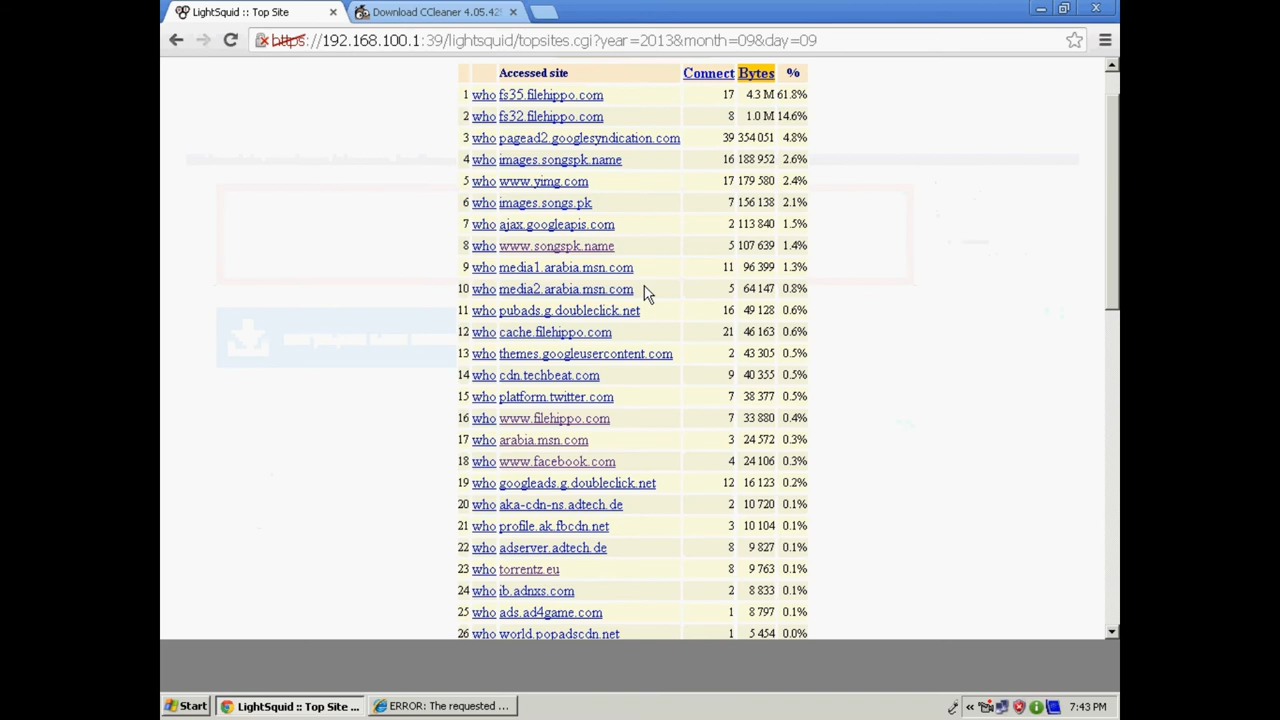 LightSquid :: Top Site
Download CCleaner 4.05.42
https://192.168.100.1:39/lightsquid/topsites.cgi?year=2013&month=09&day=09
Accessed site Connect Bytes %
1 who fs35.filehippo.com 17 4.3 M 61.8%
2 who fs32.filehippo.com 8 1.0 M 14.6%
3 who pagead2.googlesyndication.com 39 354 051 4.8%
4 who images.songspk.name 16 188 952 2.6%
5 who www.yimg.com 17 179 580 2.4%
6 who images.songs.pk 7 156 138 2.1%
7 who ajax.googleapis.com 2 113 840 1.5%
8 who www.songspk.name 5 107 639 1.4%
9 who media1.arabia.msn.com 11 96 399 1.3%
10 who media2.arabia.msn.com 5 64 147 0.8%
11 who pubads.g.doubleclick.net 16 49 128 0.6%
12 who cache.filehippo.com 21 46 163 0.6%
13 who themes.googleusercontent.com 2 43 305 0.5%
14 who cdn.techbeat.com 9 40 355 0.5%
15 who platform.twitter.com 7 38 377 0.5%
16 who www.filehippo.com 7 33 880 0.4%
17 who arabia.msn.com 3 24 572 0.3%
18 who www.facebook.com 4 24 106 0.3%
19 who googleads.g.doubleclick.net 12 16 123 0.2%
20 who aka-cdn-ns.adtech.de 2 10 720 0.1%
21 who profile.ak.fbcdn.net 3 10 104 0.1%
22 who adserver.adtech.de 8 9 827 0.1%
23 who torrentz.eu 8 9 763 0.1%
24 who ib.adnxs.com 2 8 833 0.1%
25 who ads.ad4game.com 1 8 797 0.1%
26 who world.popadscdn.net 1 5 454 0.0%
Start
LightSquid :: Top Site ...
ERROR: The requested ...
7:43 PM